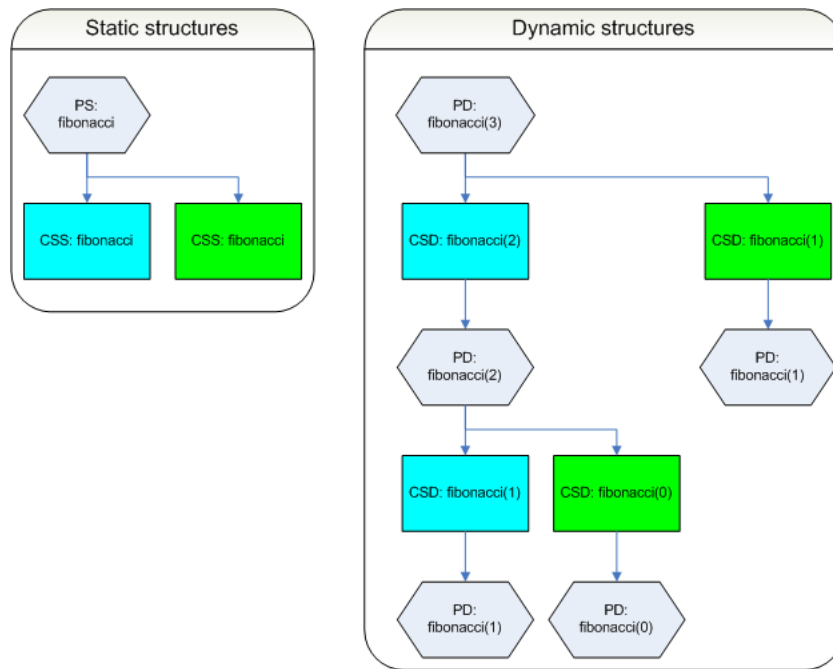 Static structures
PS:
fibonacci
CSS: fibonacci
CSS: fibonacci
Dynamic structures
PD:
fibonacci(3)
CSD: fibonacci(2)
CSD: fibonacci(1)
PD:
fibonacci(2)
PD:
fibonacci(1)
CSD: fibonacci(1)
CSD: fibonacci(0)
PD:
fibonacci(1)
PD:
fibonacci(0)